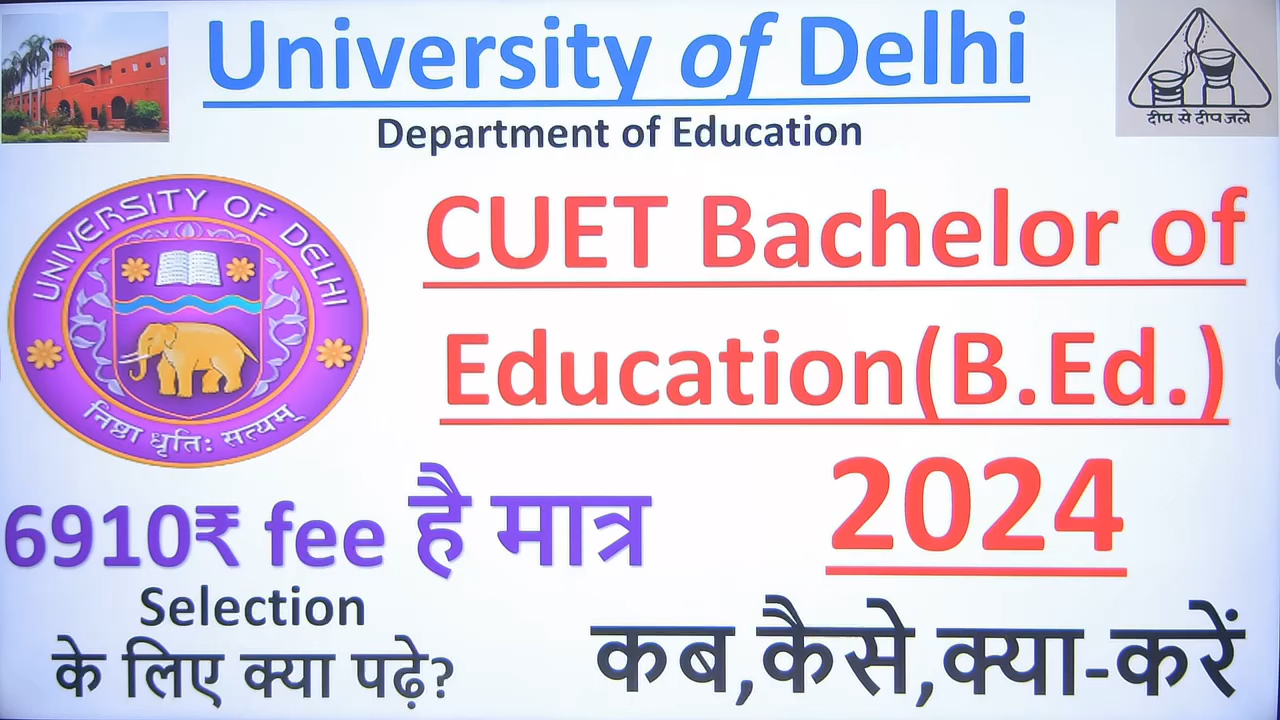 University of Delhi
Department of Education
दीप से दीप जले
UNIVERSITY OF DELHI
निष्ठा धृति: सत्यम्
CUET Bachelor of
Education(B.Ed.)
2024
6910₹ fee है मात्र
Selection
के लिए क्या पढ़े?
कब,कैसे,क्या-करें